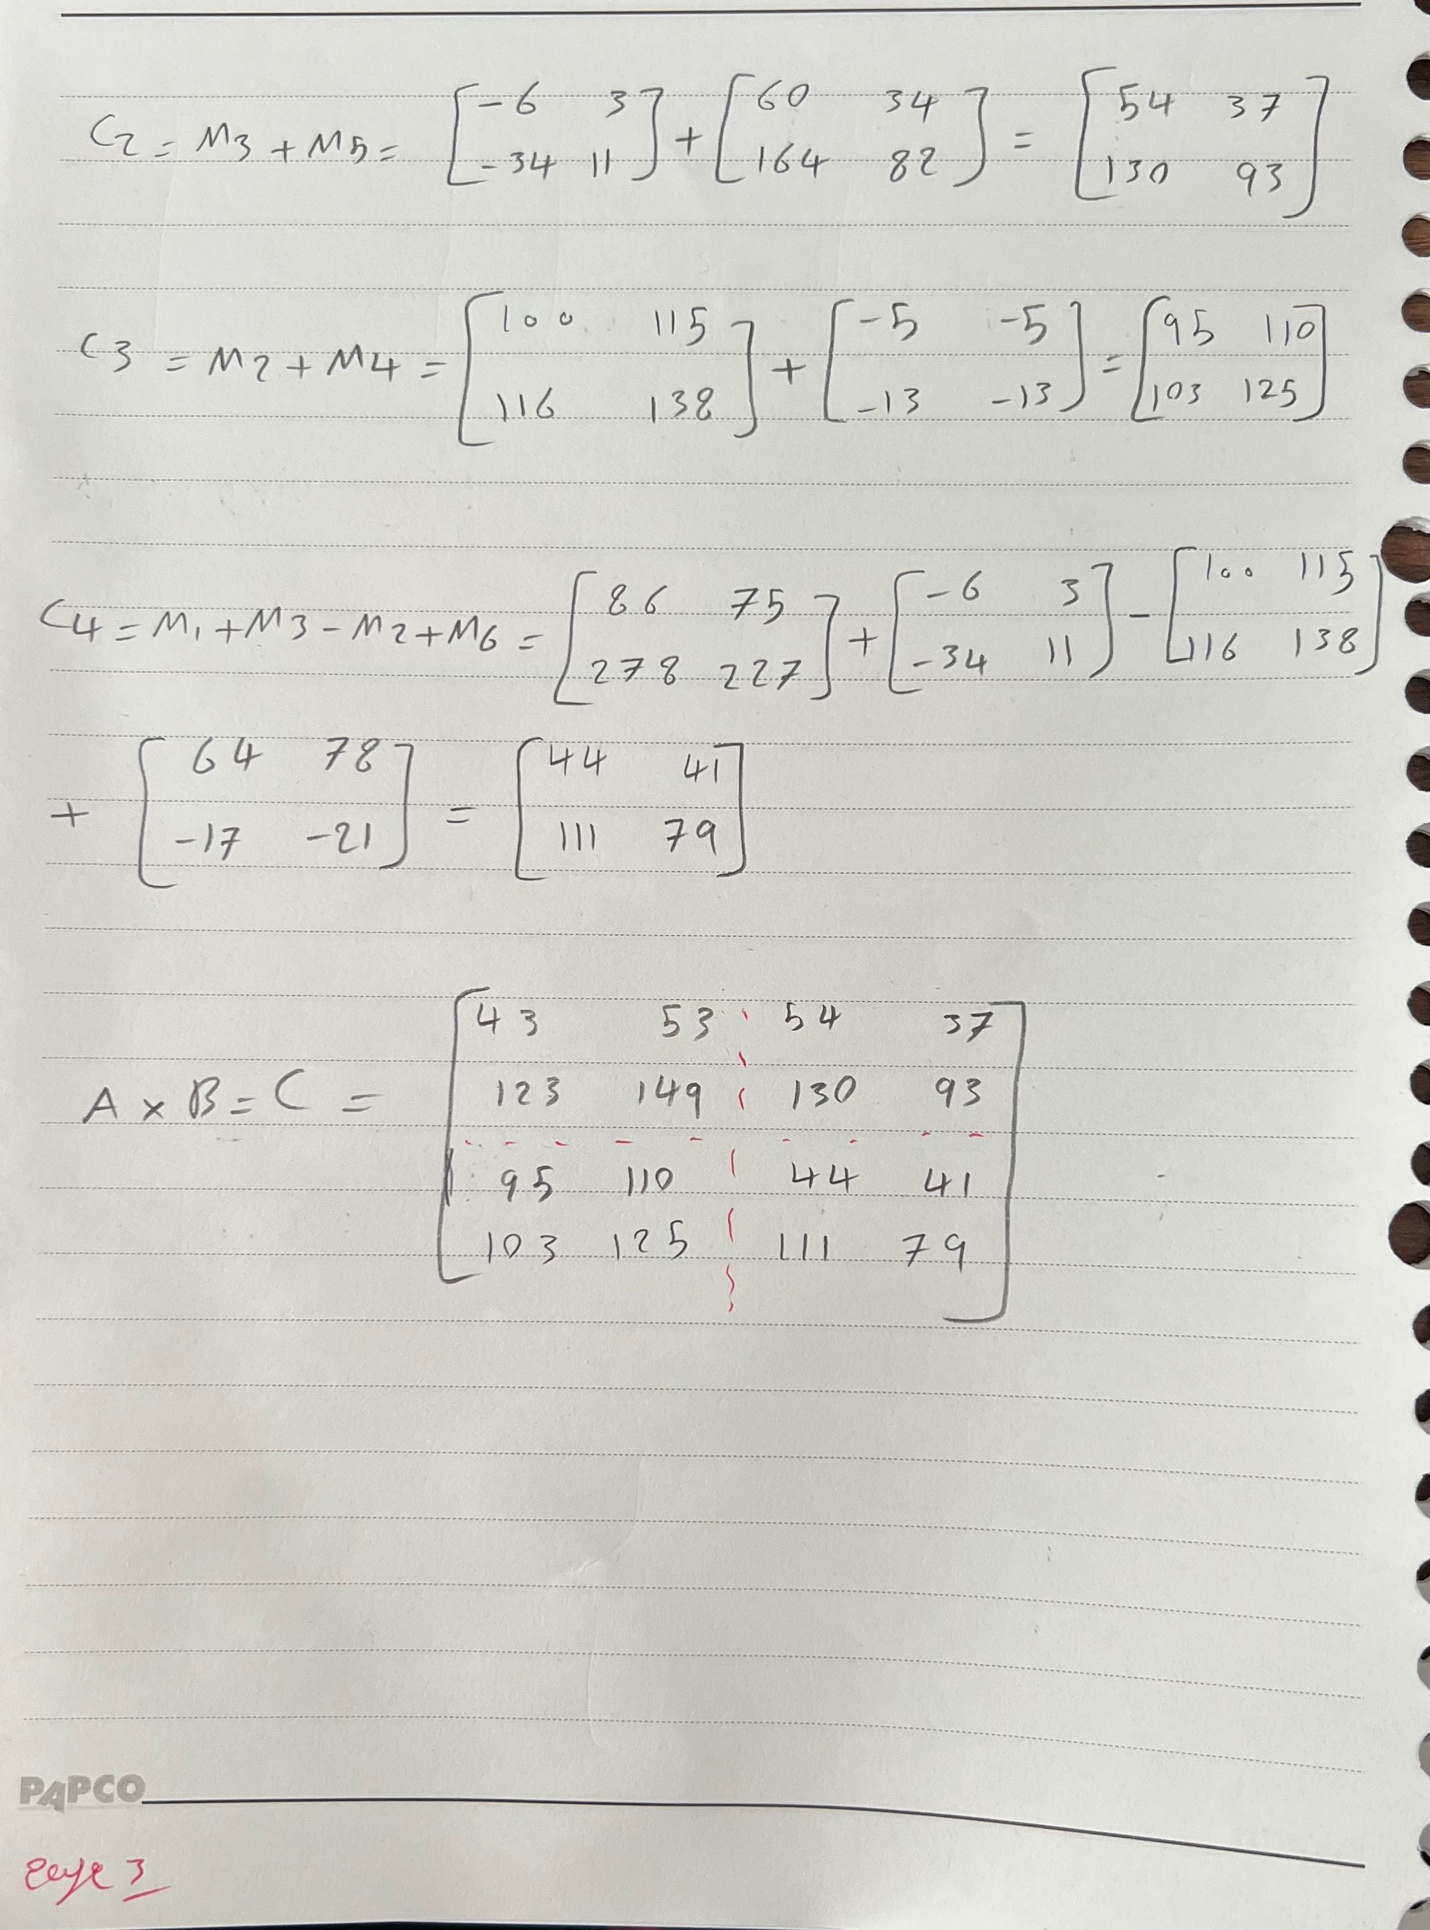 C2 = M3 + M5 = [-6 3; -34 11] + [60 34; 164 82] = [54 37; 130 93]
C3 = M2 + M4 = [100 115; 116 138] + [-5 -5; -13 -13] = [95 110; 103 125]
C4 = M1 + M3 - M2 + M6 = [86 75; 278 227] + [-6 3; -34 11] - [100 115; 116 138]
+ [64 78; -17 -21] = [44 41; 111 79]
A × B = C =
43 53 54 37
123 149 130 93
95 110 44 41
103 125 111 79
PAPCO